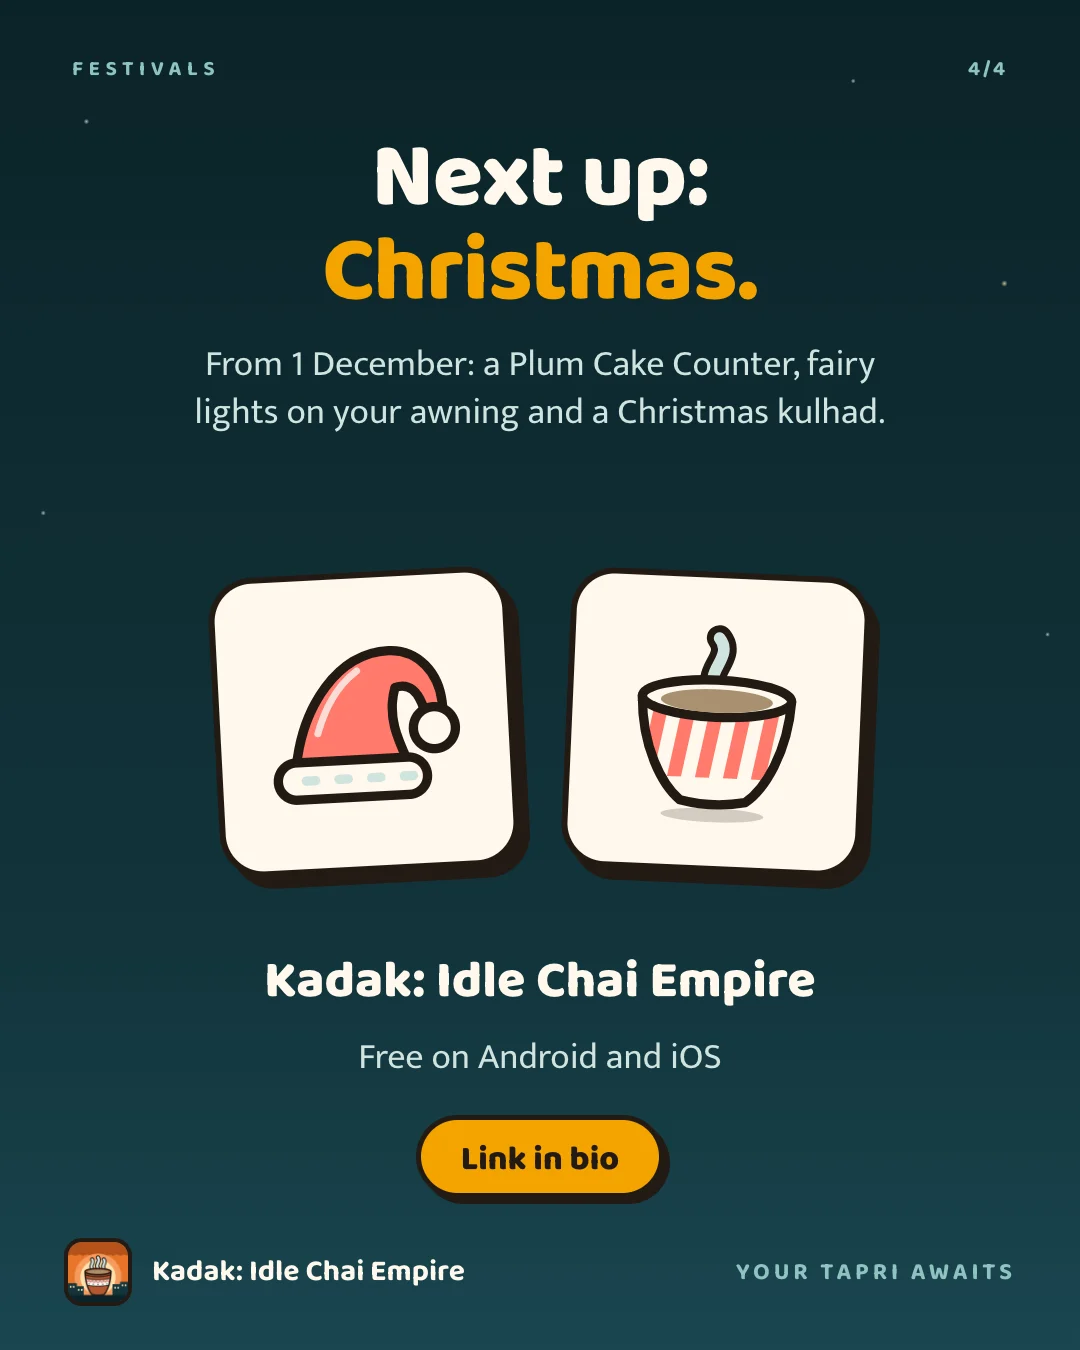 FESTIVALS
4/4
Next up:
Christmas.
From 1 December: a Plum Cake Counter, fairy
lights on your awning and a Christmas kulhad.
Kadak: Idle Chai Empire
Free on Android and iOS
Link in bio
Kadak: Idle Chai Empire
YOUR TAPRI AWAITS